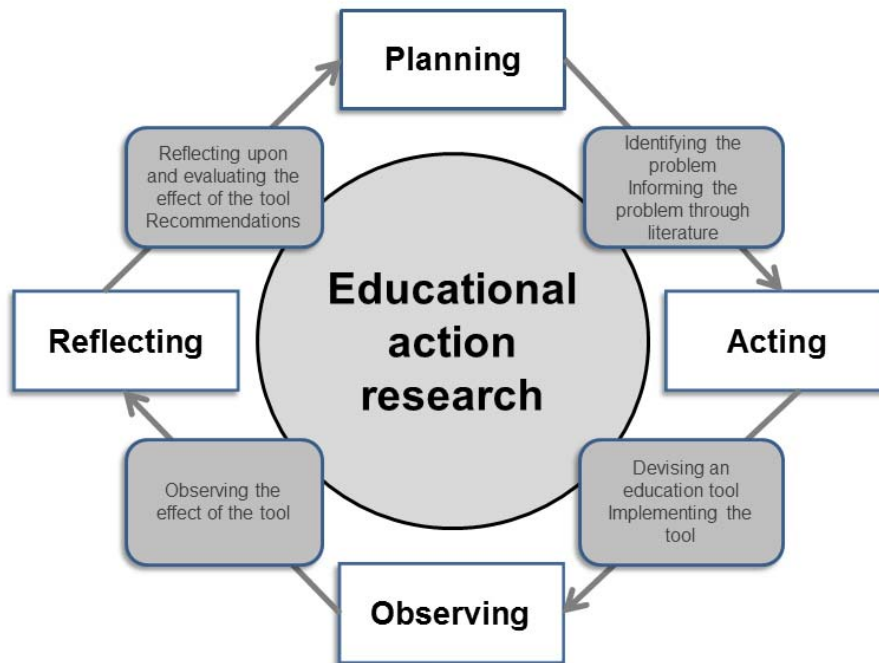 Planning
Reflecting upon
and evaluating the
effect of the tool
Recommendations
Identifying the
problem
Informing the
problem through
literature
Educational
action
research
Reflecting
Acting
Observing the
effect of the tool
Devising an
education tool
Implementing the
tool
Observing